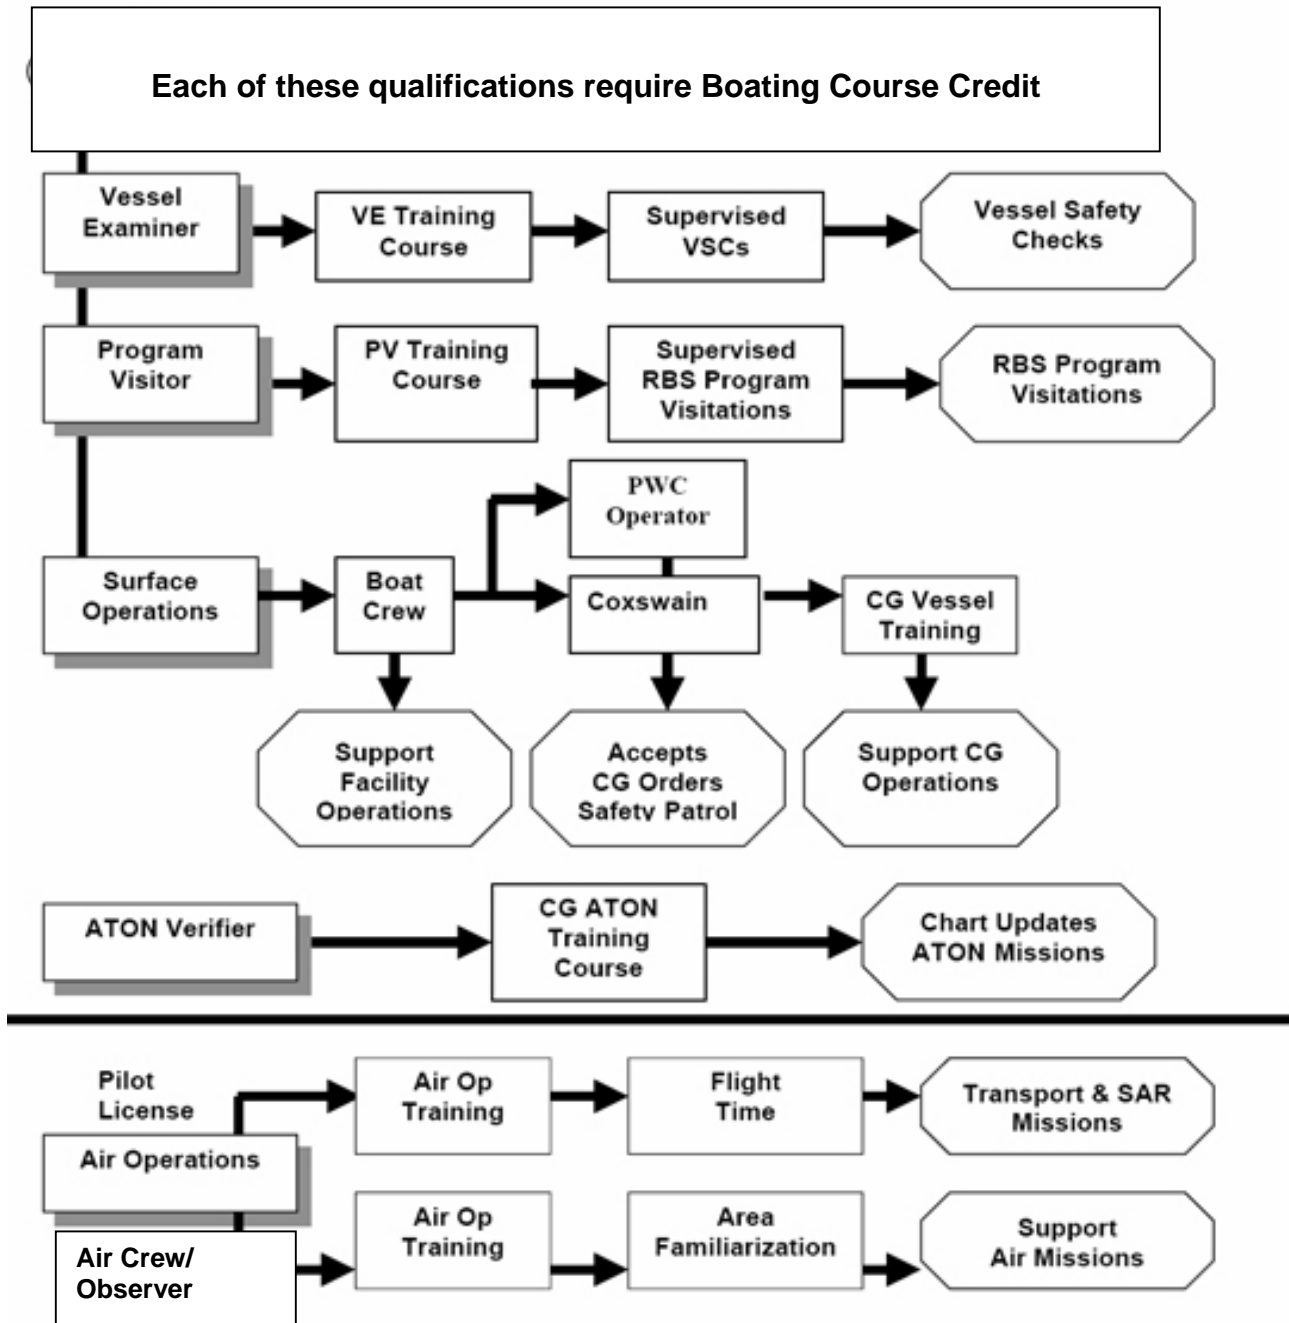 Each of these qualifications require Boating Course Credit
Vessel
Examiner
VE Training
Course
Supervised
VSCs
Vessel Safety
Checks
Program
Visitor
PV Training
Course
Supervised
RBS Program
Visitations
RBS Program
Visitations
PWC
Operator
Surface
Operations
Boat
Crew
Coxswain
CG Vessel
Training
Support
Facility
Operations
Accepts
CG Orders
Safety Patrol
Support CG
Operations
ATON Verifier
CG ATON
Training
Course
Chart Updates
ATON Missions
Pilot
License
Air Op
Training
Flight
Time
Transport & SAR
Missions
Air Operations
Air Crew/
Observer
Air Op
Training
Area
Familiarization
Support
Air Missions